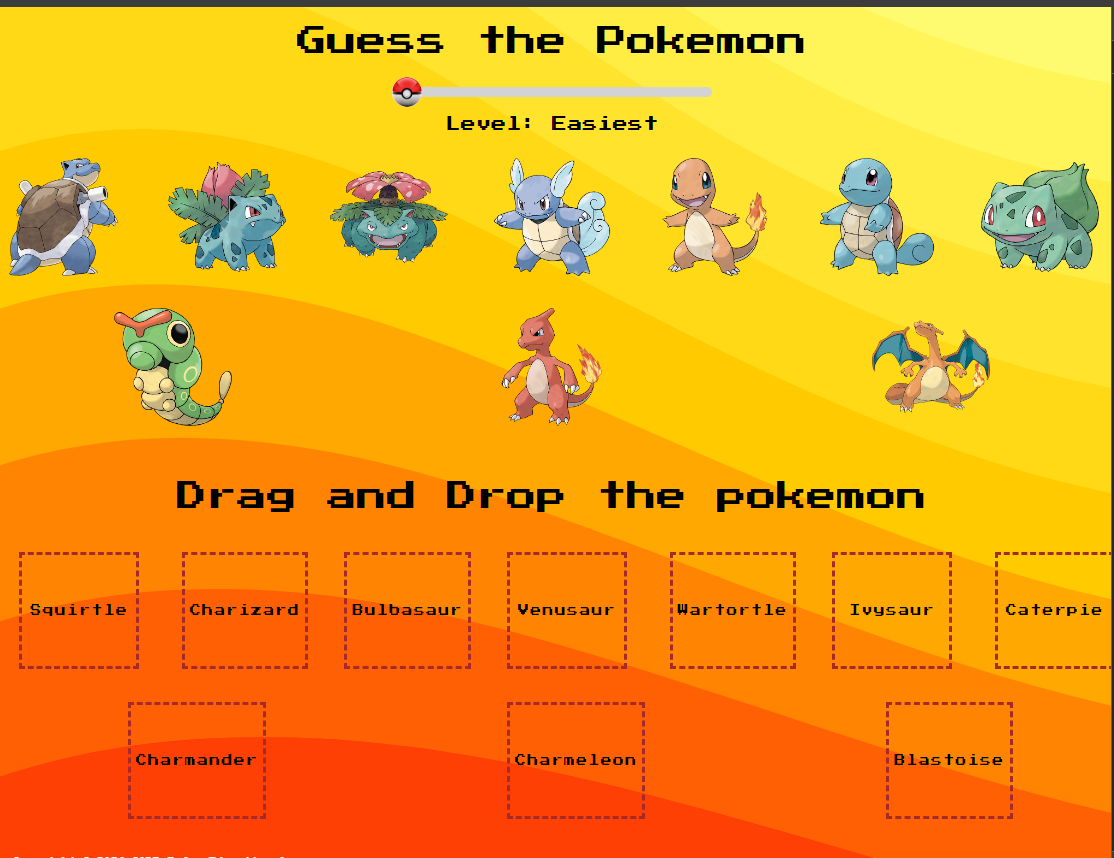 Guess the Pokemon
Level: Easiest
Drag and Drop the pokemon
Squirtle Charizard Bulbasaur Venusaur Wartortle Ivysaur Caterpie
Charmander Charmeleon Blastoise